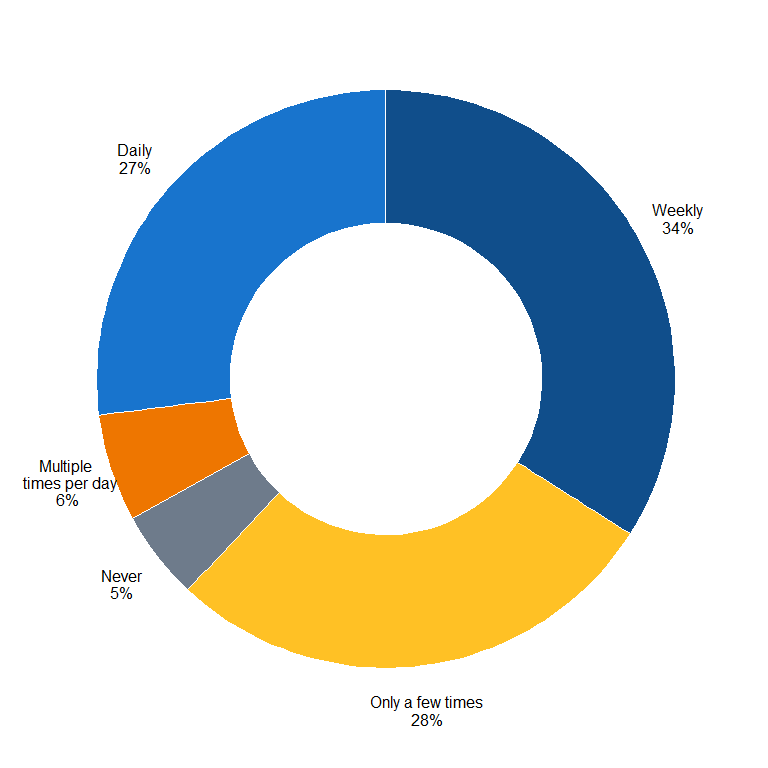 Daily
27%
Weekly
34%
Multiple
times per day
6%
Never
5%
Only a few times
28%